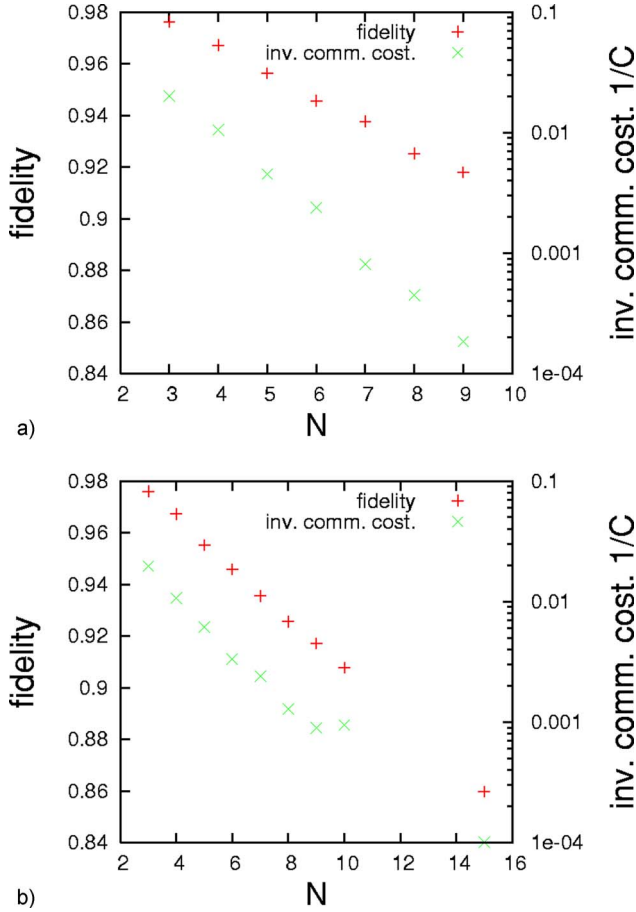 0.98
0.96
0.94
0.92
0.9
0.88
0.86
0.84
fidelity
fidelity
inv. comm. cost.
0.1
0.01
0.001
1e-04
inv. comm. cost. 1/C
2 3 4 5 6 7 8 9 10
N
a)
0.98
0.96
0.94
0.92
0.9
0.88
0.86
0.84
fidelity
fidelity
inv. comm. cost.
0.1
0.01
0.001
1e-04
inv. comm. cost. 1/C
2 4 6 8 10 12 14 16
N
b)